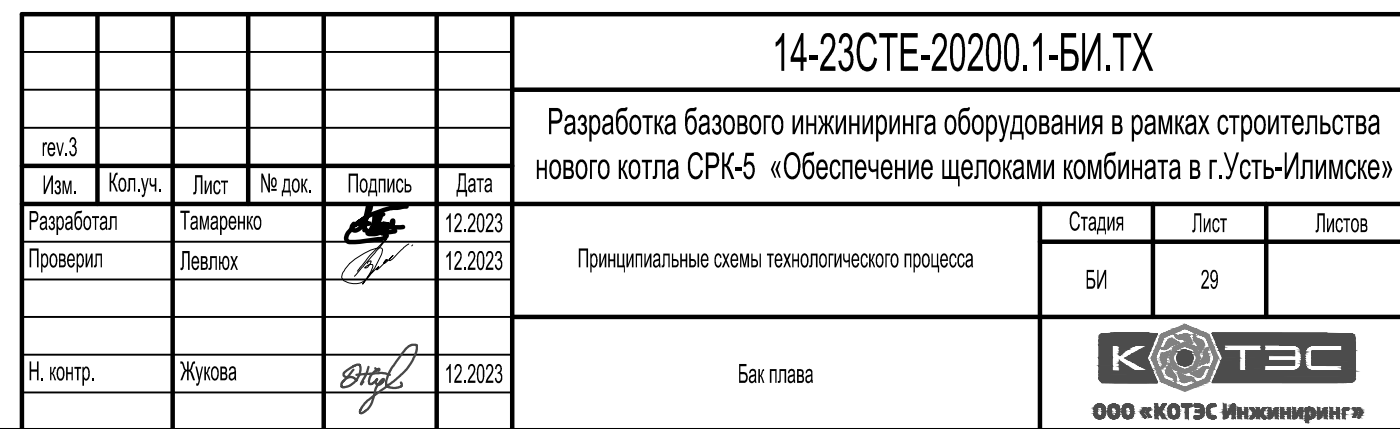 14-23СТЕ-20200.1-БИ.ТХ
Разработка базового инжиниринга оборудования в рамках строительства
нового котла СРК-5 «Обеспечение щелоками комбината в г.Усть-Илимске»
rev.3
Изм. Кол.уч. Лист № док. Подпись Дата
Разработал Тамаренко 12.2023
Проверил Левлюх 12.2023
Н. контр. Жукова 12.2023
Принципиальные схемы технологического процесса
Стадия Лист Листов
БИ 29
Бак плава
КОТЭС
ООО «КОТЭС Инжиниринг»